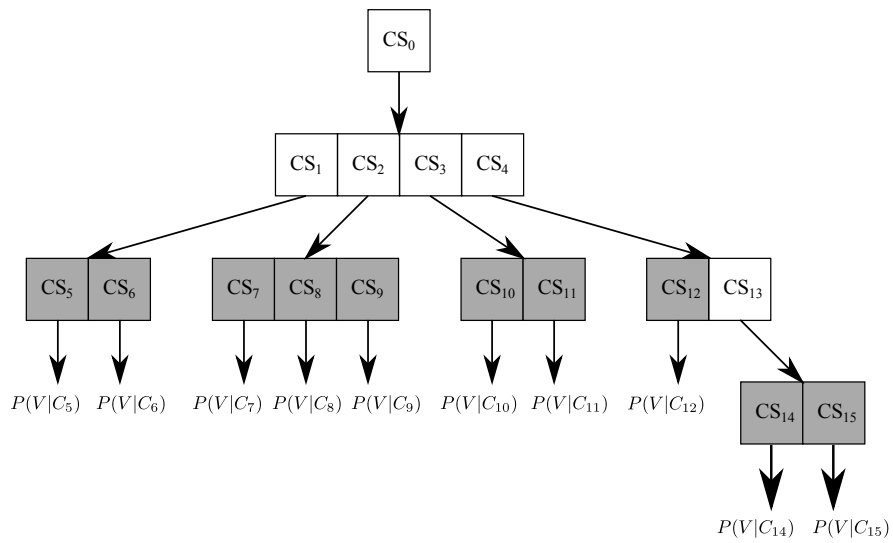 CS₀
CS₁ CS₂ CS₃ CS₄
CS₅ CS₆ CS₇ CS₈ CS₉ CS₁₀ CS₁₁ CS₁₂ CS₁₃
P(V|C₅) P(V|C₆) P(V|C₇) P(V|C₈) P(V|C₉) P(V|C₁₀) P(V|C₁₁) P(V|C₁₂)
CS₁₄ CS₁₅
P(V|C₁₄) P(V|C₁₅)